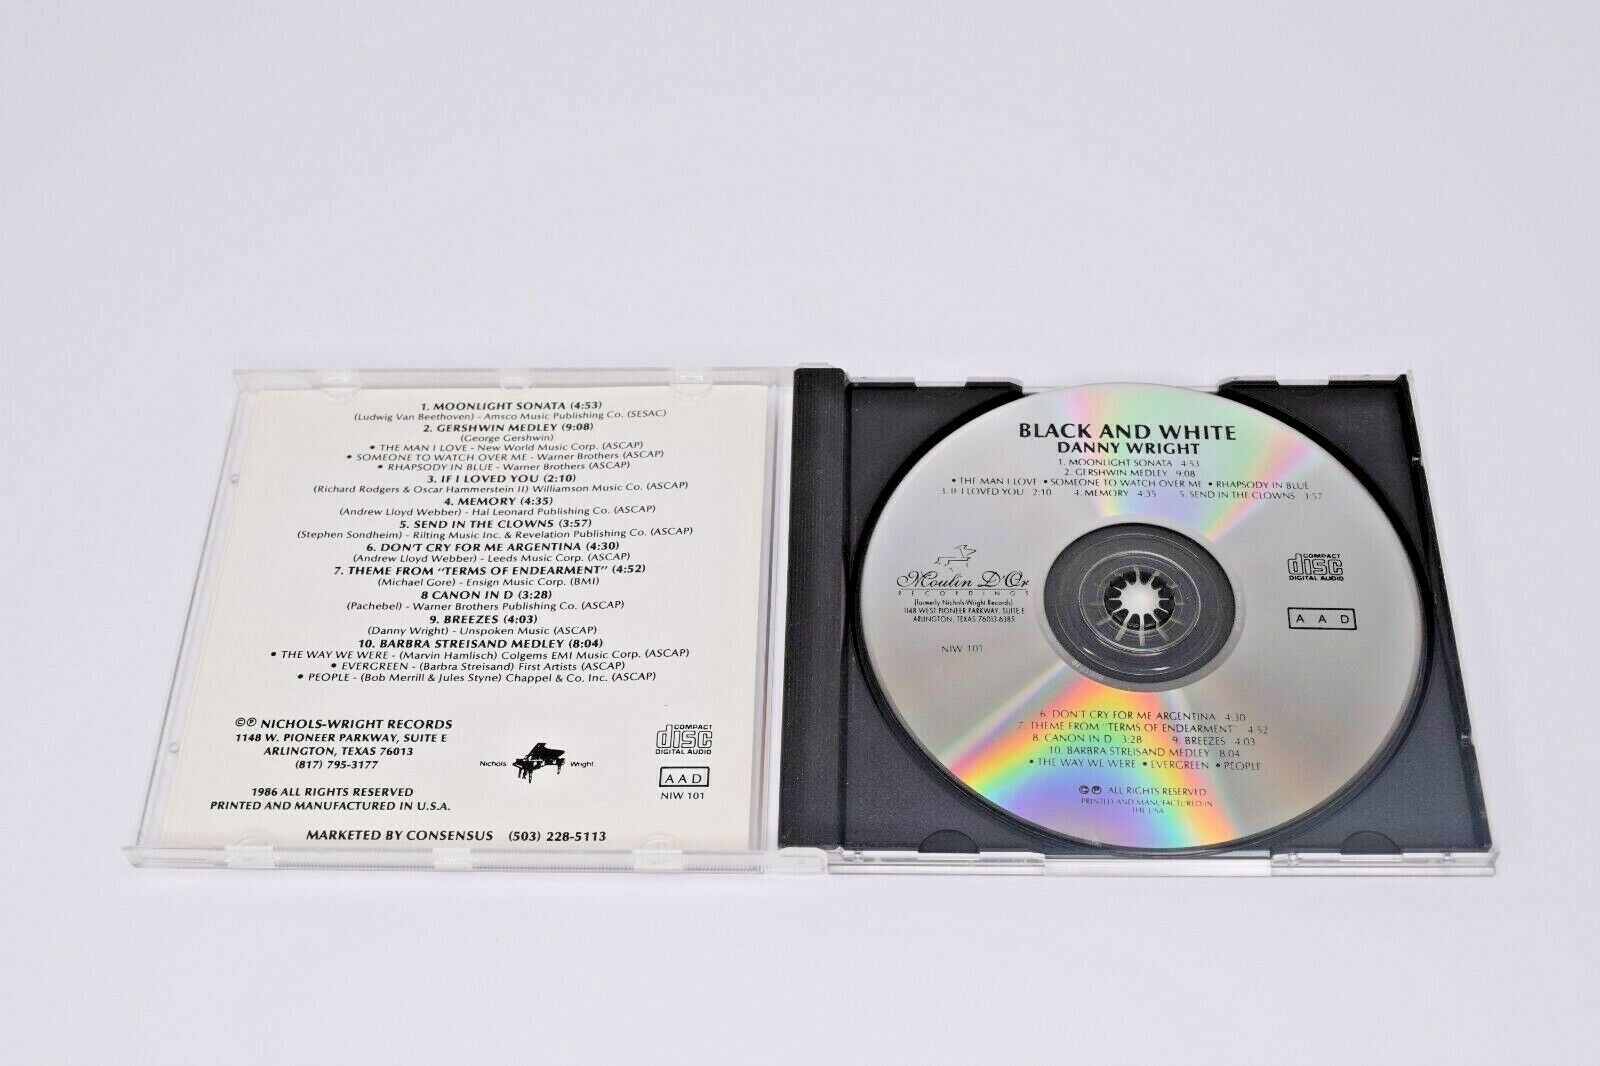 1. MOONLIGHT SONATA (4:53)
(Ludwig Van Beethoven) - Amsco Music Publishing Co. (SESAC)
2. GERSHWIN MEDLEY (9:08)
(George Gershwin)
• THE MAN I LOVE - New World Music Corp. (ASCAP)
• SOMEONE TO WATCH OVER ME - Warner Brothers (ASCAP)
• RHAPSODY IN BLUE - Warner Brothers (ASCAP)
3. IF I LOVED YOU (2:10)
(Richard Rodgers & Oscar Hammerstein II) Williamson Music Co. (ASCAP)
4. MEMORY (4:35)
(Andrew Lloyd Webber) - Hal Leonard Publishing Co. (ASCAP)
5. SEND IN THE CLOWNS (3:57)
(Stephen Sondheim) - Rilting Music Inc. & Revelation Publishing Co. (ASCAP)
6. DON'T CRY FOR ME ARGENTINA (4:30)
(Andrew Lloyd Webber) - Leeds Music Corp. (ASCAP)
7. THEME FROM "TERMS OF ENDEARMENT" (4:52)
(Michael Gore) - Ensign Music Corp. (BMI)
8 CANON IN D (3:28)
(Pachebel) - Warner Brothers Publishing Co. (ASCAP)
9. BREEZES (4:03)
(Danny Wright) - Unspoken Music (ASCAP)
10. BARBRA STREISAND MEDLEY (8:04)
• THE WAY WE WERE - (Marvin Hamlisch) Colgems EMI Music Corp. (ASCAP)
• EVERGREEN - (Barbra Streisand) First Artists (ASCAP)
• PEOPLE - (Bob Merrill & Jules Styne) Chappel & Co. Inc. (ASCAP)
©℗ NICHOLS-WRIGHT RECORDS
1148 W. PIONEER PARKWAY, SUITE E
ARLINGTON, TEXAS 76013
(817) 795-3177
Nichols Wright
COMPACT
disc
DIGITAL AUDIO
AAD
NIW 101
1986 ALL RIGHTS RESERVED
PRINTED AND MANUFACTURED IN U.S.A.
MARKETED BY CONSENSUS (503) 228-5113
BLACK AND WHITE
DANNY WRIGHT
1. MOONLIGHT SONATA 4:53
2. GERSHWIN MEDLEY 9:08
• THE MAN I LOVE • SOMEONE TO WATCH OVER ME • RHAPSODY IN BLUE
3. IF I LOVED YOU 2:10 4. MEMORY 4:35 5. SEND IN THE CLOWNS 3:57
Moulin D'Or
RECORDINGS
(Formerly Nichols-Wright Records)
1148 WEST PIONEER PARKWAY, SUITE E
ARLINGTON, TEXAS 76013-6385
NIW 101
COMPACT
disc
DIGITAL AUDIO
AAD
6. DON'T CRY FOR ME ARGENTINA 4:30
7. THEME FROM "TERMS OF ENDEARMENT" 4:52
8. CANON IN D 3:28 9. BREEZES 4:03
10. BARBRA STREISAND MEDLEY 8:04
• THE WAY WE WERE • EVERGREEN • PEOPLE
©℗ ALL RIGHTS RESERVED
PRINTED AND MANUFACTURED IN
THE USA